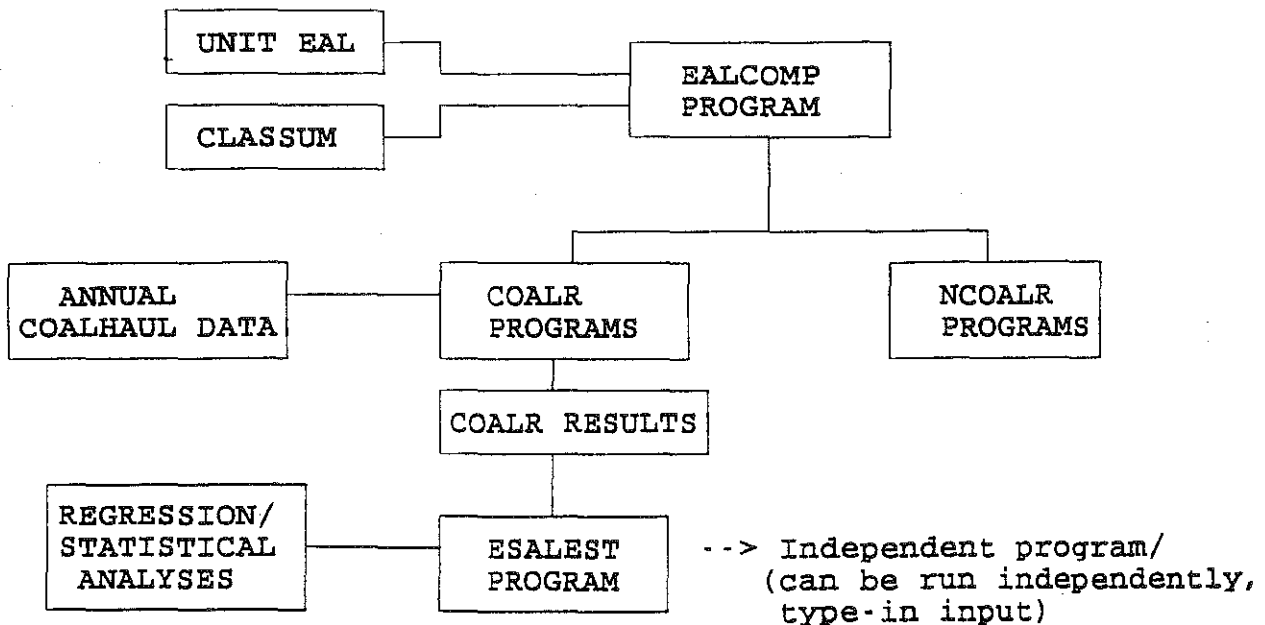 UNIT EAL
EALCOMP
PROGRAM
CLASSUM
ANNUAL
COALHAUL DATA
COALR
PROGRAMS
NCOALR
PROGRAMS
COALR RESULTS
REGRESSION/
STATISTICAL
ANALYSES
ESALEST
PROGRAM
--> Independent program/
(can be run independently,
type-in input)